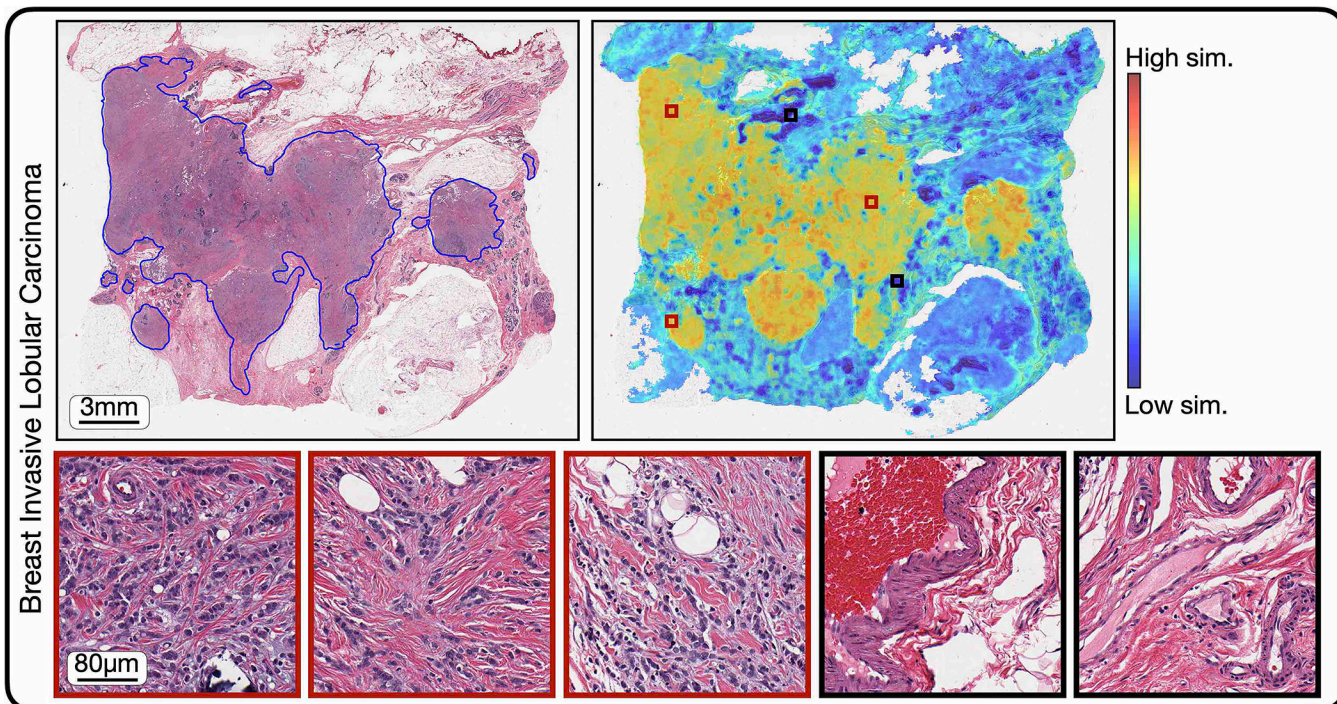 Breast Invasive Lobular Carcinoma
3mm
High sim.
Low sim.
80μm